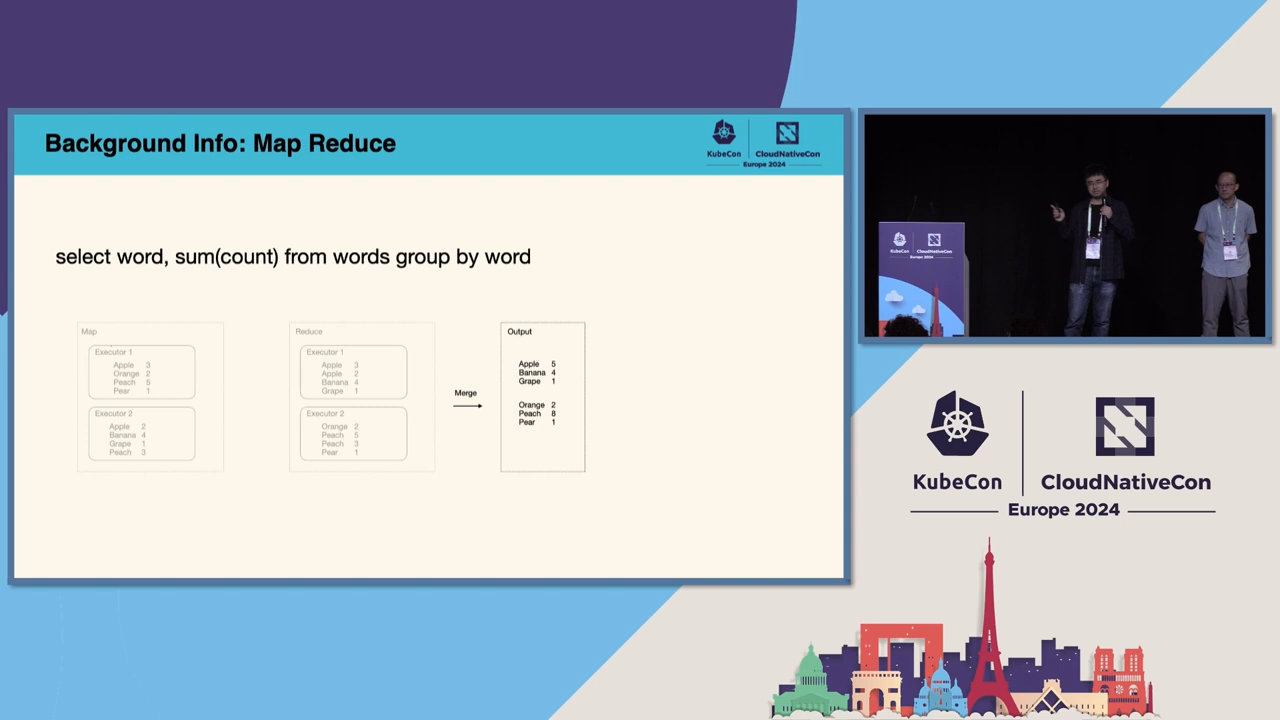 Background Info: Map Reduce
KubeCon
CloudNativeCon
Europe 2024
select word, sum(count) from words group by word
Map
Executor 1
Apple 3
Orange 2
Peach 5
Pear 1
Executor 2
Apple 2
Banana 4
Grape 1
Peach 3
Reduce
Executor 1
Apple 3
Apple 2
Banana 4
Grape 1
Executor 2
Orange 2
Peach 5
Peach 3
Pear 1
Merge
Output
Apple 5
Banana 4
Grape 1
Orange 2
Peach 8
Pear 1
KubeCon
CloudNativeCon
Europe 2024
KubeCon
CloudNativeCon
Europe 2024